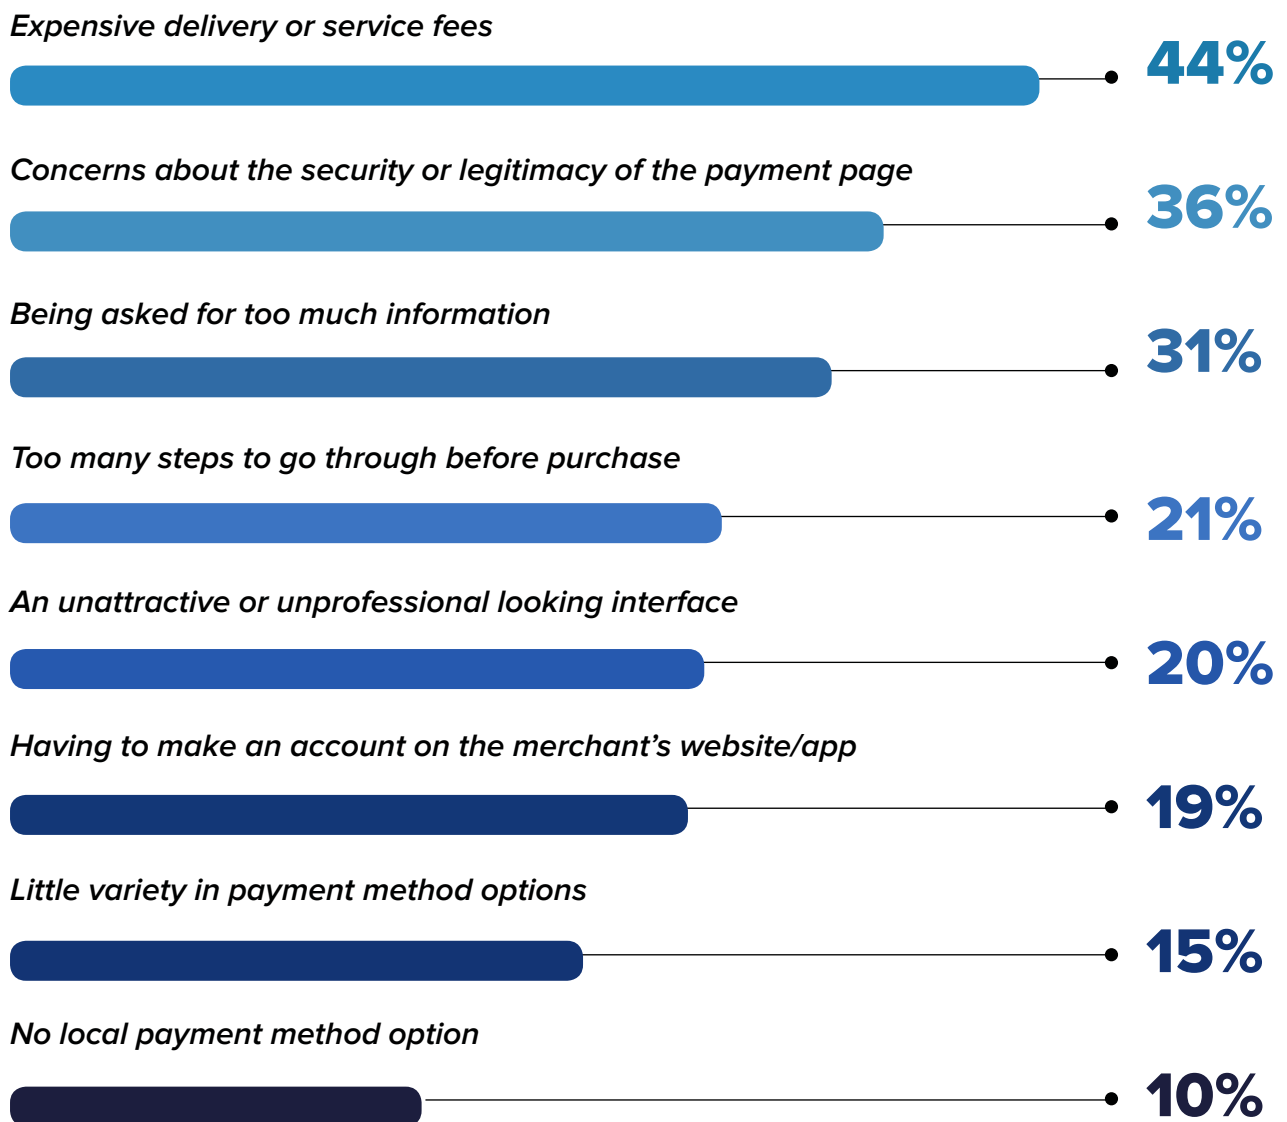 Expensive delivery or service fees
44%
Concerns about the security or legitimacy of the payment page
36%
Being asked for too much information
31%
Too many steps to go through before purchase
21%
An unattractive or unprofessional looking interface
20%
Having to make an account on the merchant’s website/app
19%
Little variety in payment method options
15%
No local payment method option
10%